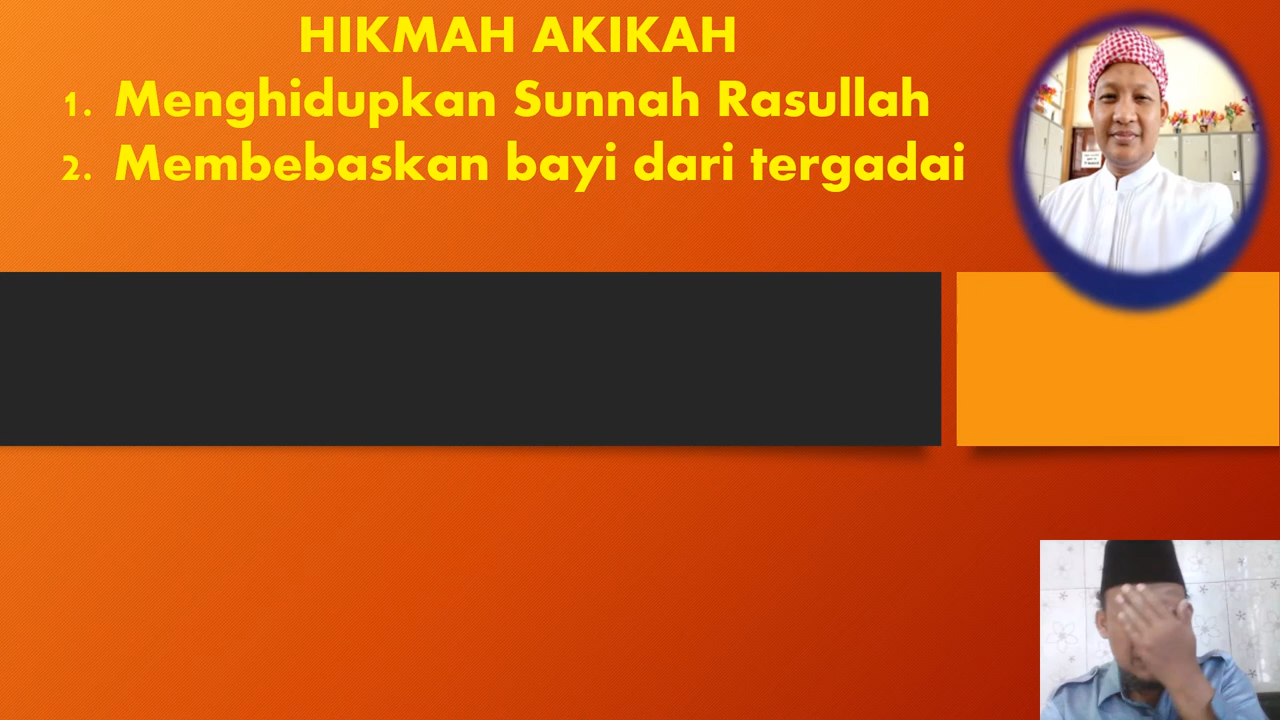 HIKMAH AKIKAH
1. Menghidupkan Sunnah Rasullah
2. Membebaskan bayi dari tergadai